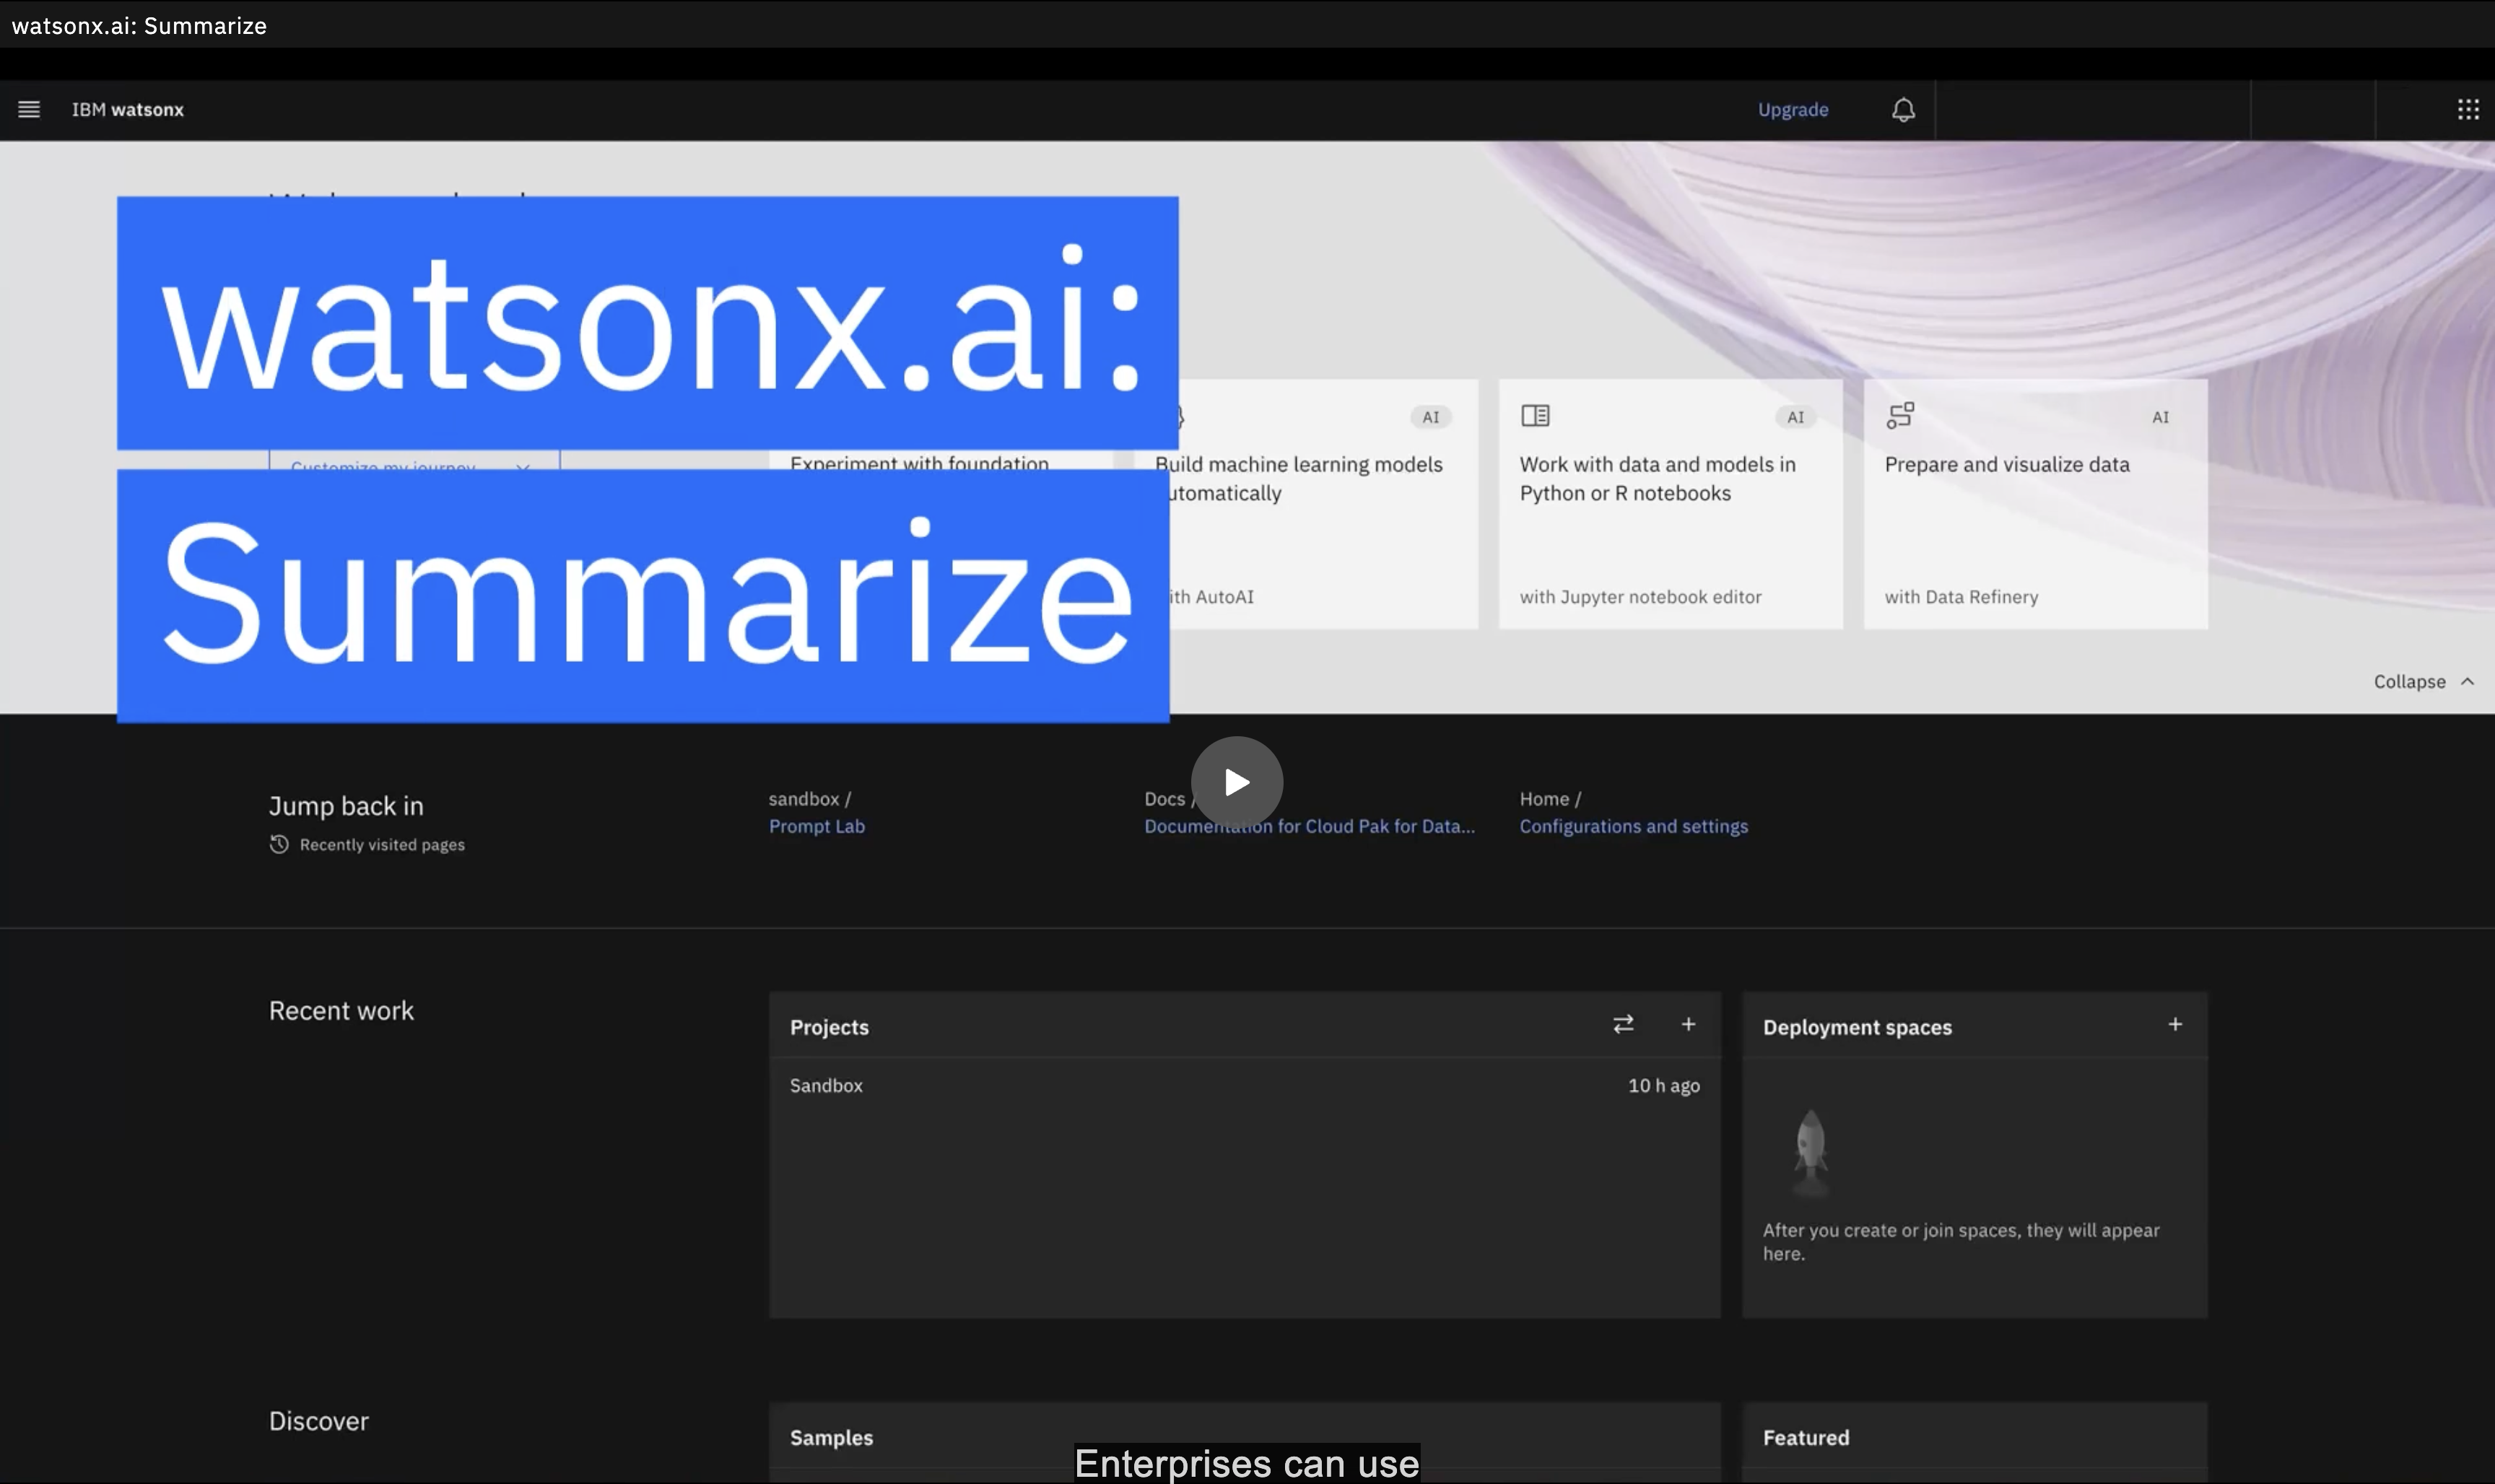 watsonx.ai: Summarize
IBM watsonx
Upgrade
watsonx.ai:
Summarize
Customize my journey
Experiment with foundation
AI
Build machine learning models
utomatically
ith AutoAI
AI
Work with data and models in
Python or R notebooks
with Jupyter notebook editor
AI
Prepare and visualize data
with Data Refinery
Collapse
Jump back in
Recently visited pages
sandbox /
Prompt Lab
Docs /
Documentation for Cloud Pak for Data...
Home /
Configurations and settings
Recent work
Projects
Sandbox
10 h ago
Deployment spaces
After you create or join spaces, they will appear
here.
Discover
Samples
Featured
Enterprises can use